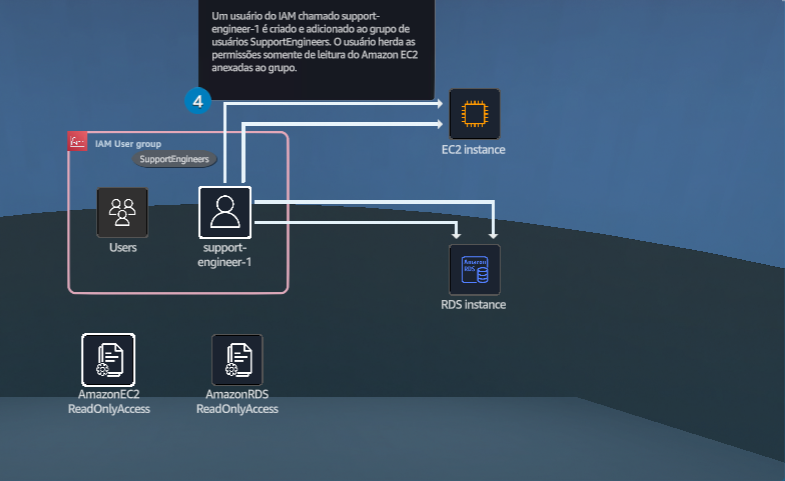 Um usuário do IAM chamado support-
engineer-1 é criado e adicionado ao grupo de
usuários SupportEngineers. O usuário herda as
permissões somente de leitura do Amazon EC2
anexadas ao grupo.
4
EC2 instance
IAM User group
SupportEngineers
Users
support-
engineer-1
Amazon
RDS
RDS instance
AmazonEC2
ReadOnlyAccess
AmazonRDS
ReadOnlyAccess